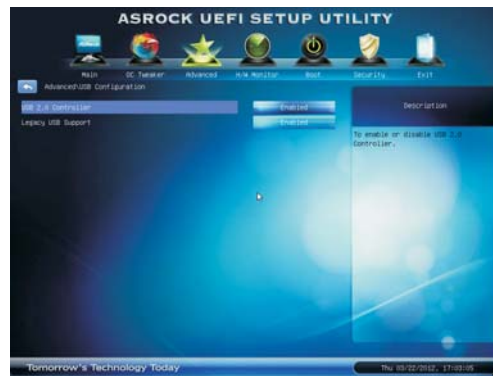 ASROCK UEFI SETUP UTILITY
Main OC Tweaker Advanced H/W Monitor Boot Security Exit
Advanced\USB Configuration
USB 2.0 Controller Enabled
Legacy USB Support Enabled
Description
To enable or disable USB 2.0
Controller.
Tomorrow's Technology Today
Thu 03/22/2012, 17:03:05